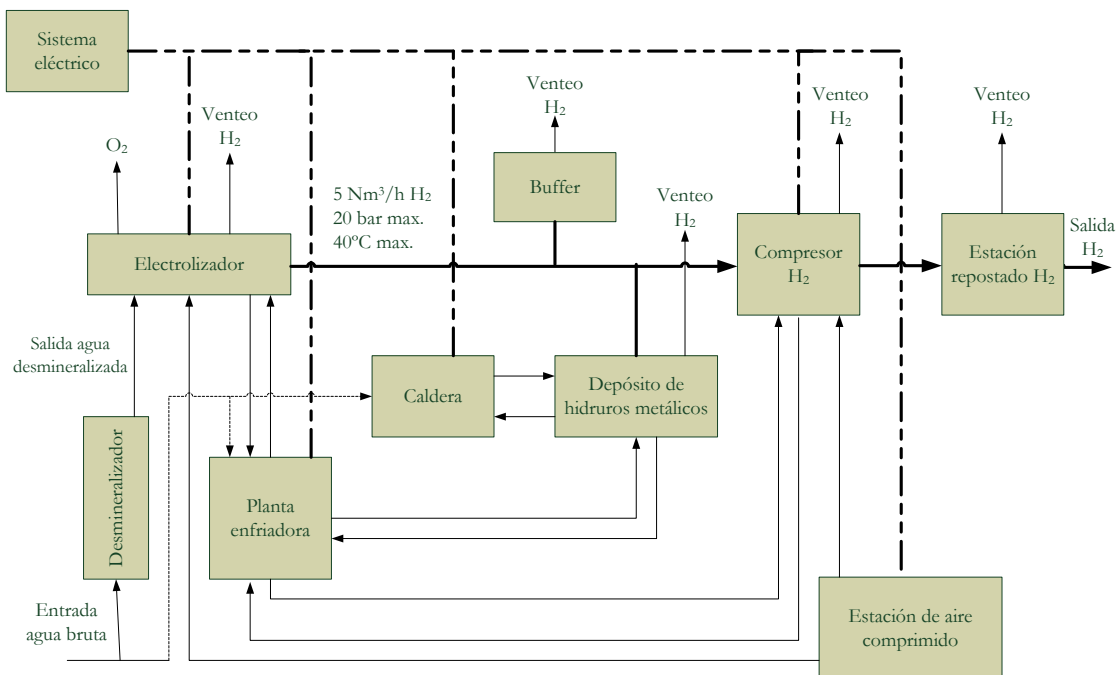 Sistema
eléctrico
O₂
Venteo
H₂
5 Nm³/h H₂
20 bar max.
40ºC max.
Venteo
H₂
Buffer
Venteo
H₂
Venteo
H₂
Venteo
H₂
Electrolizador
Compresor
H₂
Estación
repostado H₂
Salida
H₂
Salida agua
desmineralizada
Caldera
Depósito de
hidruros metálicos
Desmineralizador
Planta
enfriadora
Entrada
agua bruta
Estación de aire
comprimido